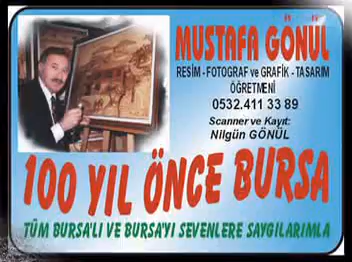 MUSTAFA GÖNÜL
RESİM - FOTOGRAF ve GRAFİK - TASARIM
ÖĞRETMENİ
0532.411 33 89
Scanner ve Kayıt:
Nilgün GÖNÜL
100 YIL ÖNCE BURSA
TÜM BURSA'LI VE BURSA'YI SEVENLERE SAYGILARIMLA